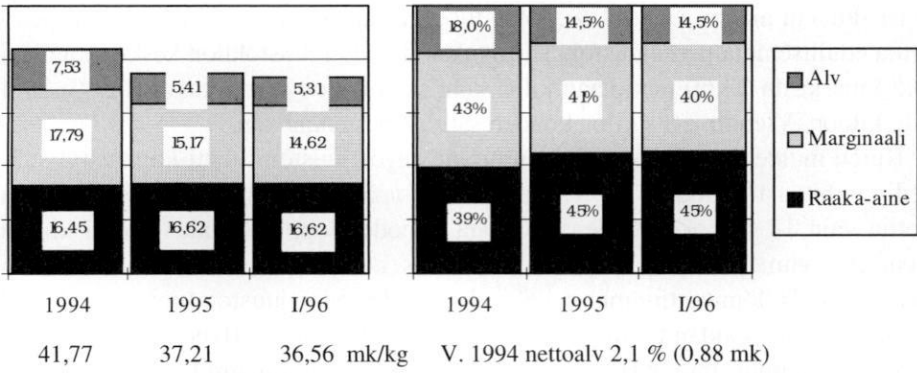 7,53 5,41 5,31
17,79 15,17 14,62
16,45 16,62 16,62
1994 1995 I/96
41,77 37,21 36,56 mk/kg
18,0% 14,5% 14,5%
43% 41% 40%
39% 45% 45%
1994 1995 I/96
V. 1994 nettoalv 2,1 % (0,88 mk)
Alv
Marginaali
Raaka-aine